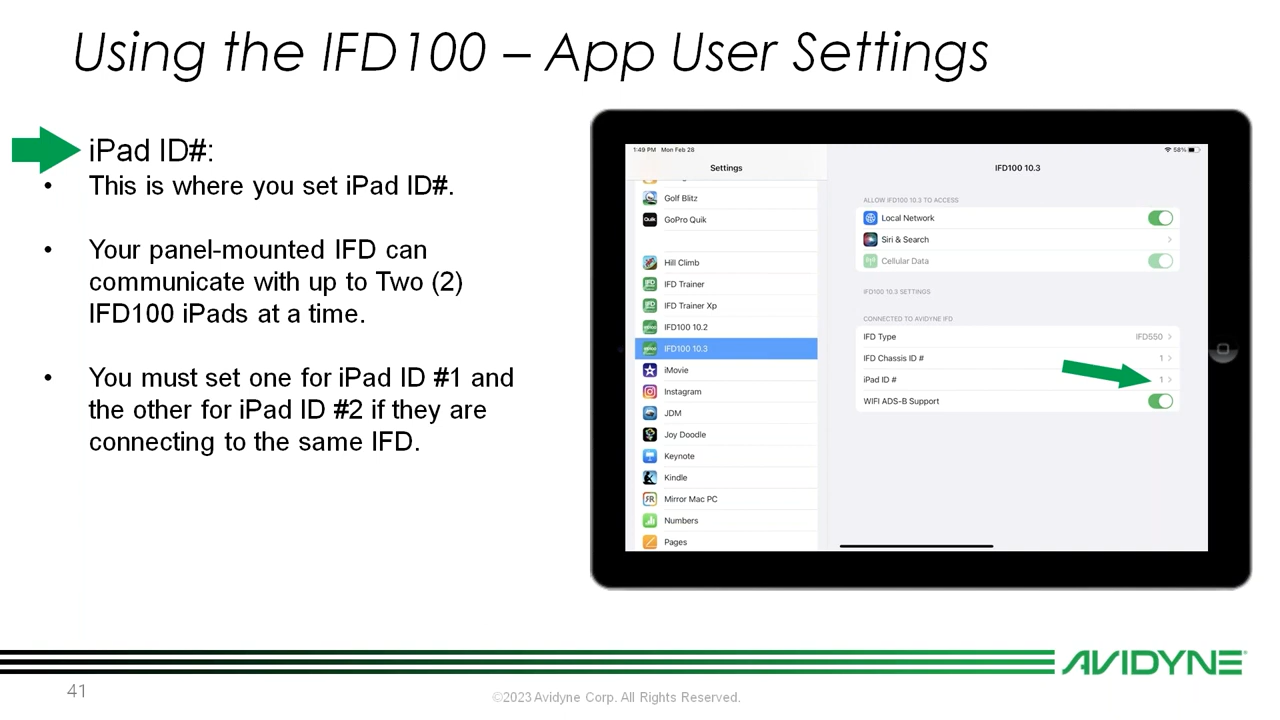 Using the IFD100 – App User Settings
iPad ID#:
• This is where you set iPad ID#.
• Your panel-mounted IFD can
communicate with up to Two (2)
IFD100 iPads at a time.
• You must set one for iPad ID #1 and
the other for iPad ID #2 if they are
connecting to the same IFD.
1:49 PM Mon Feb 28
58%
Settings
Golf Blitz
Quik GoPro Quik
Hill Climb
IFD Trainer
IFD Trainer Xp
IFD100 10.2
IFD100 10.3
iMovie
Instagram
JDM
Joy Doodle
Keynote
Kindle
Mirror Mac PC
Numbers
Pages
IFD100 10.3
ALLOW IFD100 10.3 TO ACCESS
Local Network
Siri & Search
Cellular Data
IFD100 10.3 SETTINGS
CONNECTED TO AVIDYNE IFD
IFD Type IFD550
IFD Chassis ID # 1
iPad ID # 1
WIFI ADS-B Support
AVIDYNE
41
©2023 Avidyne Corp. All Rights Reserved.